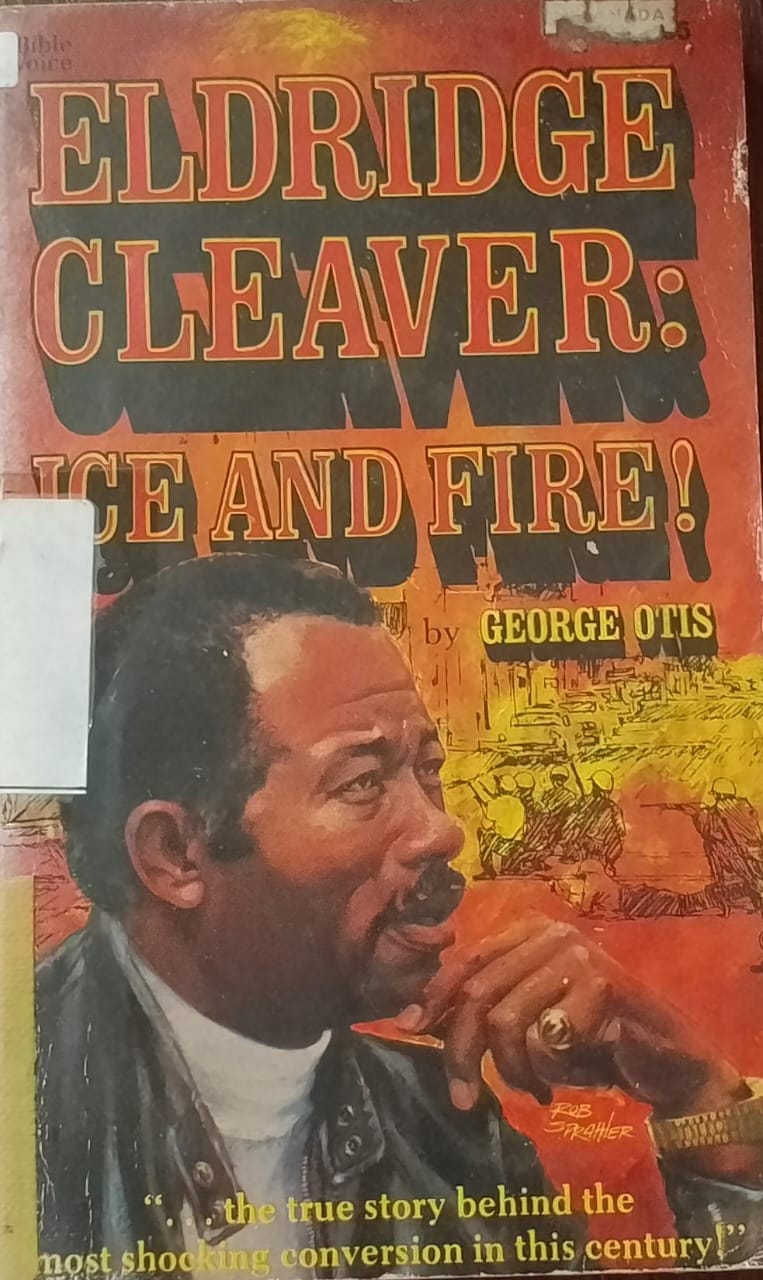 Bible
Voice
ELDRIDGE
CLEAVER:
ICE AND FIRE!
by GEORGE OTIS
ROB
SPRAHLER
“. . . the true story behind the
most shocking conversion in this century!”